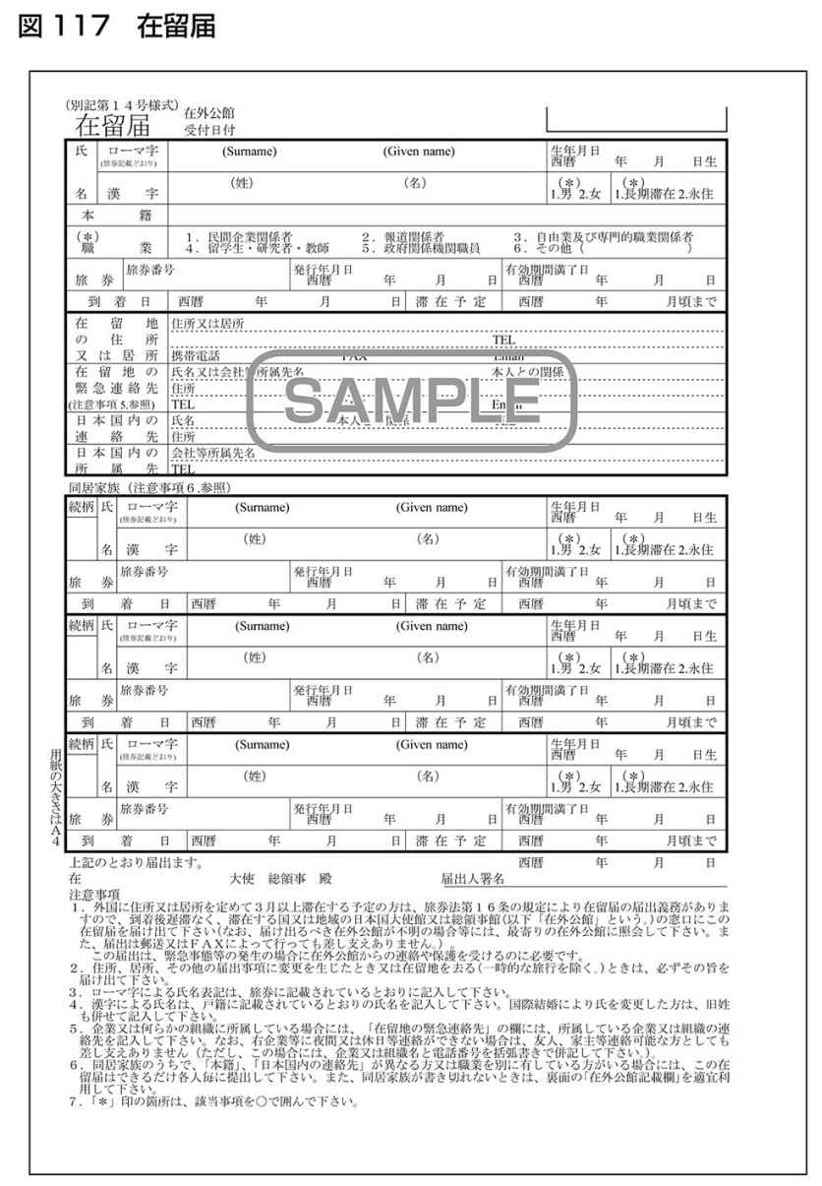 図 117 在留届
(別記第14号様式)
在外公館
在留届 受付日付
氏 ローマ字 (Surname) (Given name) 生年月日
(旅券記載どおり) 西暦 年 月 日生
(姓) (名) (*) (*)
名 漢字 1.男 2.女 1.長期滞在 2.永住
本籍
(*) 1. 民間企業関係者 2. 報道関係者 3. 自由業及び専門的職業関係者
職業 4. 留学生・研究者・教師 5. 政府関係機関職員 6. その他 ( )
旅券 旅券番号 発行年月日 有効期間満了日
西暦 年 月 日 西暦 年 月 日
到着日 西暦 年 月 日 滞在予定 西暦 年 月頃まで
在留地 住所又は居所
の住所 TEL
又は居所 携帯電話 FAX Email
在留地の 氏名又は会社等所属先名 本人との関係
緊急連絡先 住所
(注意事項5.参照) TEL Email
SAMPLE
日本国内の 氏名 本人との関係 TEL
連絡先 住所
日本国内の 会社等所属先名
所属先 TEL
同居家族 (注意事項6.参照)
続柄 氏 ローマ字 (Surname) (Given name) 生年月日
(旅券記載どおり) 西暦 年 月 日生
(姓) (名) (*) (*)
名 漢字 1.男 2.女 1.長期滞在 2.永住
旅券 旅券番号 発行年月日 有効期間満了日
西暦 年 月 日 西暦 年 月 日
到着日 西暦 年 月 日 滞在予定 西暦 年 月頃まで
続柄 氏 ローマ字 (Surname) (Given name) 生年月日
(旅券記載どおり) 西暦 年 月 日生
(姓) (名) (*) (*)
名 漢字 1.男 2.女 1.長期滞在 2.永住
旅券 旅券番号 発行年月日 有効期間満了日
西暦 年 月 日 西暦 年 月 日
到着日 西暦 年 月 日 滞在予定 西暦 年 月頃まで
続柄 氏 ローマ字 (Surname) (Given name) 生年月日
(旅券記載どおり) 西暦 年 月 日生
(姓) (名) (*) (*)
名 漢字 1.男 2.女 1.長期滞在 2.永住
旅券 旅券番号 発行年月日 有効期間満了日
西暦 年 月 日 西暦 年 月 日
到着日 西暦 年 月 日 滞在予定 西暦 年 月頃まで
用紙の大きさはA4
上記のとおり届出ます。 西暦 年 月 日
在 大使 総領事 殿 届出人署名
注意事項
1. 外国に住所又は居所を定めて3月以上滞在する予定の方は、旅券法第16条の規定により在留届の届出義務がありま
すので、到着後遅滞なく、滞在する国又は地域の日本国大使館又は総領事館(以下「在外公館」という。)の窓口にこの
在留届を届け出て下さい(なお、届け出るべき在外公館が不明の場合等には、最寄りの在外公館に照会して下さい。ま
た、届出は郵送又はFAXによって行っても差し支えありません。)。
この届出は、緊急事態等の発生の場合に在外公館からの連絡や保護を受けるのに必要です。
2. 住所、居所、その他の届出事項に変更を生じたとき又は在留地を去る(一時的な旅行を除く。)ときは、必ずその旨を
届け出て下さい。
3. ローマ字による氏名表記は、旅券に記載されているとおりに記入して下さい。
4. 漢字による氏名は、戸籍に記載されているとおりの氏名を記入して下さい。国際結婚により氏を変更した方は、旧姓
も併せて記入して下さい。
5. 企業又は何らかの組織に所属している場合には、「在留地の緊急連絡先」の欄には、所属している企業又は組織の連
絡先を記入して下さい。なお、右企業等に夜間又は休日等連絡ができない場合は、友人、家主等連絡可能な方としても
差し支えありません(ただし、この場合には、企業又は組織名と電話番号を括弧書きで併記して下さい。)。
6. 同居家族のうちで、「本籍」、「日本国内の連絡先」が異なる方又は職業を別に有している方がいる場合には、この在
留届はできるだけ各人毎に提出して下さい。また、同居家族が書き切れないときは、裏面の「在外公館記載欄」を適宜利
用して下さい。
7. 「*」印の箇所は、該当事項を○で囲んで下さい。